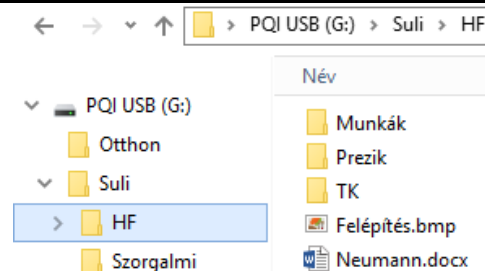 PQI USB (G:) > Suli > HF
Név
PQI USB (G:)
Otthon
Suli
HF
Szorgalmi
Munkák
Prezik
TK
Felépítés.bmp
Neumann.docx